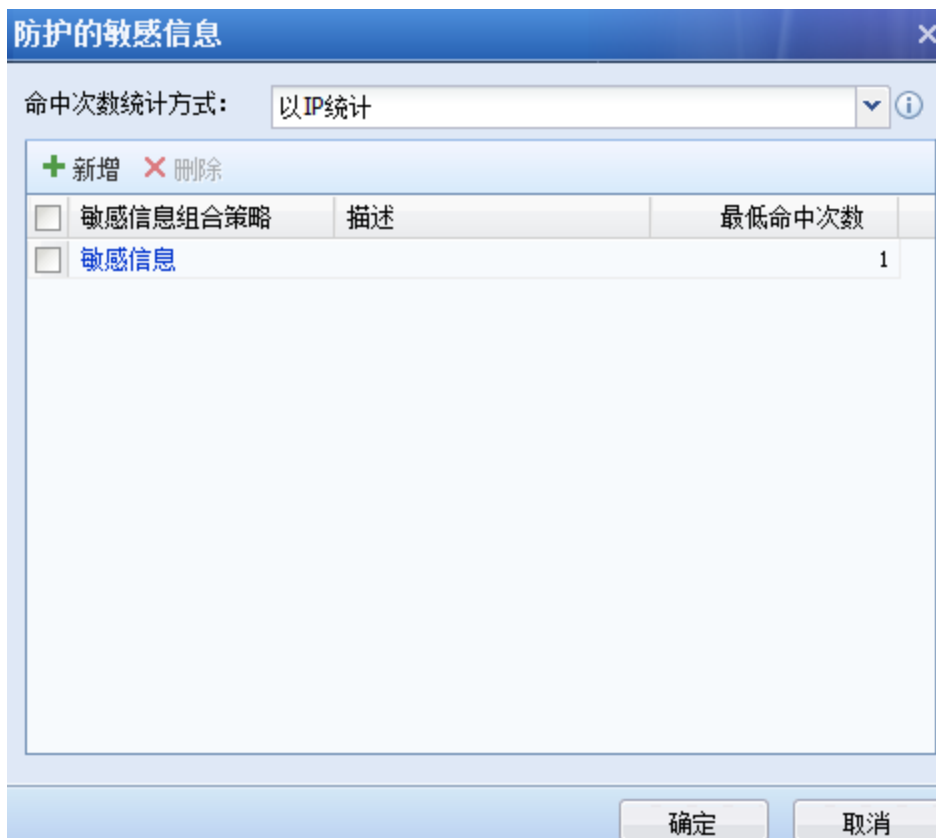 防护的敏感信息
命中次数统计方式： 以IP统计
新增 删除
敏感信息组合策略 描述 最低命中次数
敏感信息 1
确定 取消